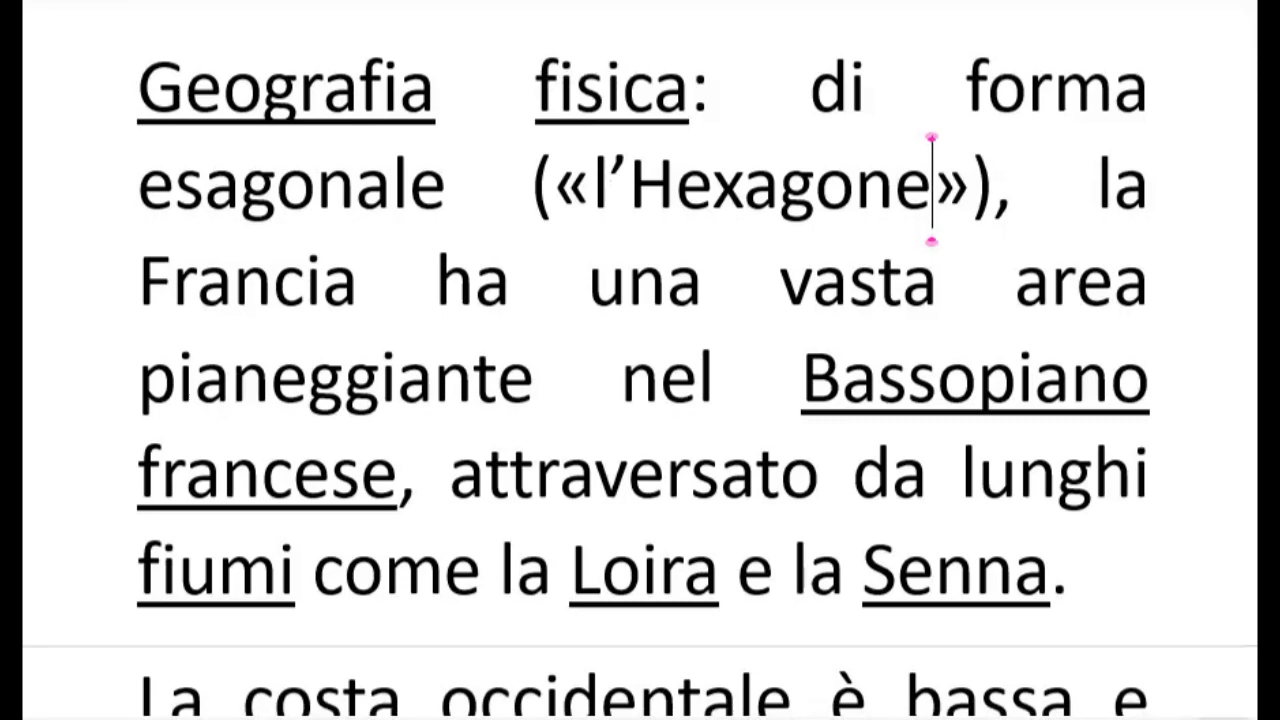 Geografia fisica: di forma
esagonale («l’Hexagone»), la
Francia ha una vasta area
pianeggiante nel Bassopiano
francese, attraversato da lunghi
fiumi come la Loira e la Senna.
La costa occidentale è bassa e